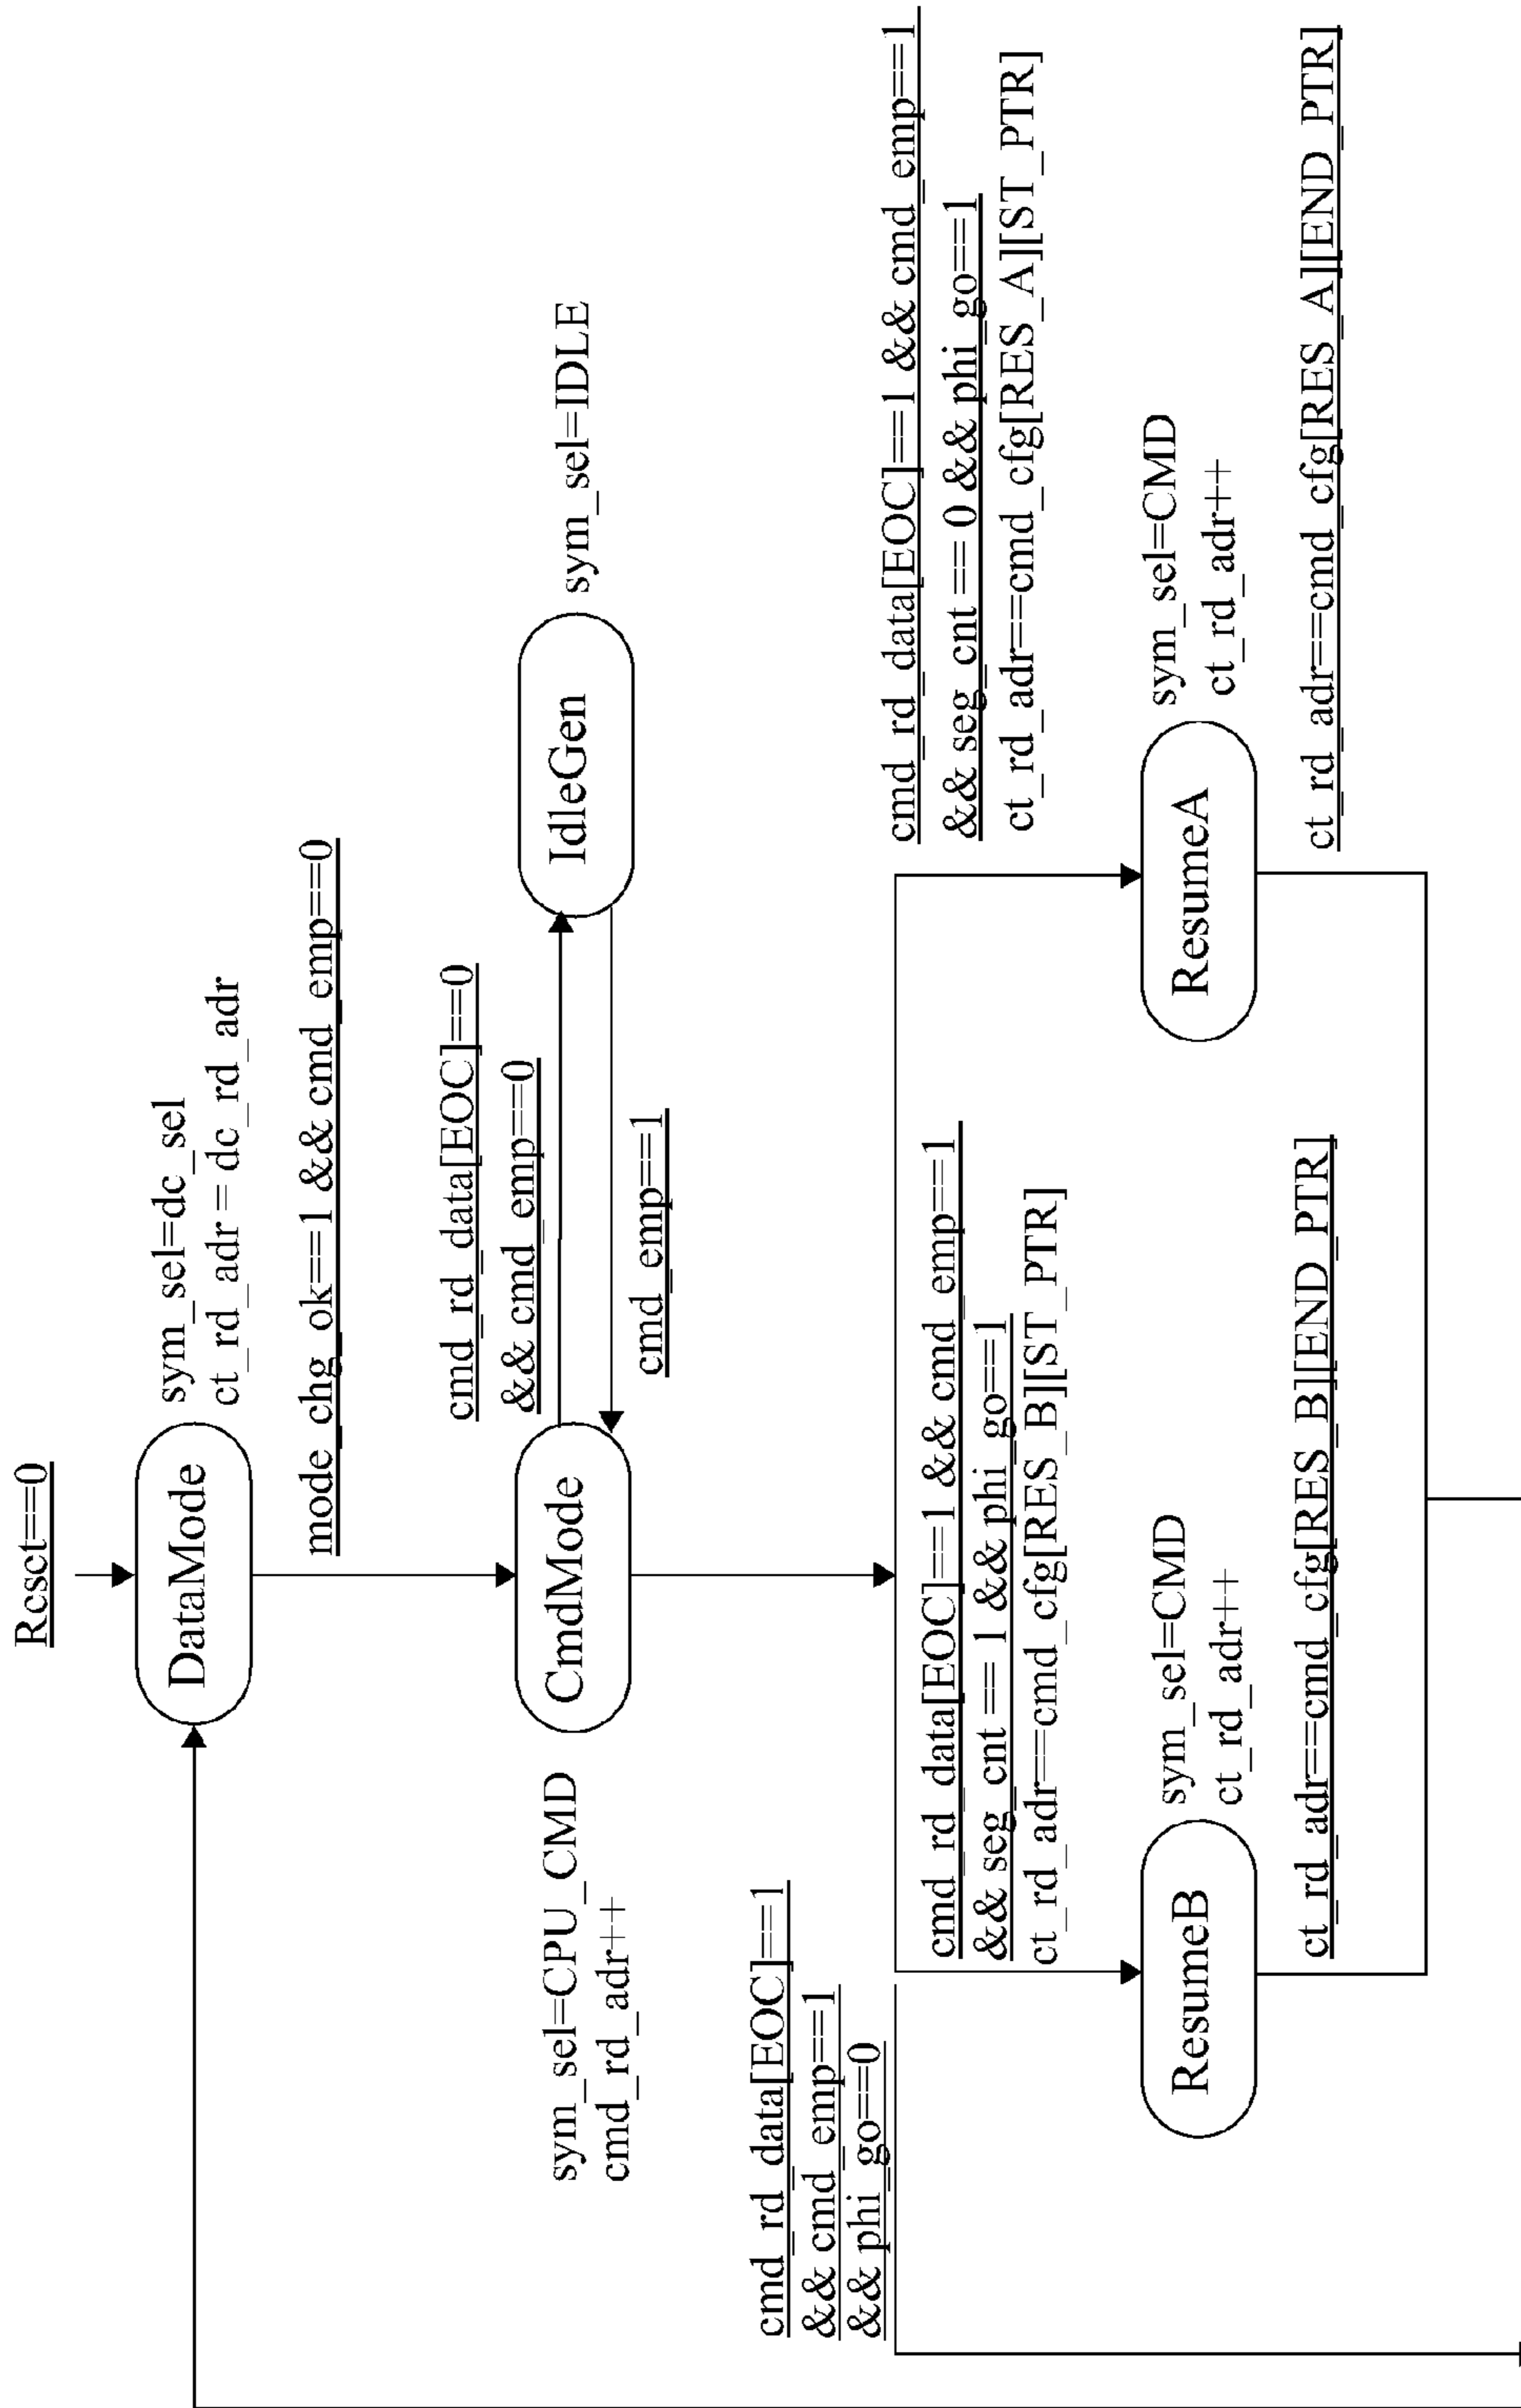 Reset==0
DataMode
sym_sel=dc_sel
ct_rd_adr = dc_rd_adr
mode_chg_ok==1 && cmd_emp==0
sym_sel=CPU_CMD
cmd_rd_adr++
CmdMode
cmd_rd_data[EOC]==0
&& cmd_emp==0
cmd_emp==1
IdleGen
sym_sel=IDLE
cmd_rd_data[EOC]==1
&& cmd_emp==1
&& phi_go==0
cmd_rd_data[EOC]==1 && cmd_emp==1
&& seg_cnt == 1 && phi_go==1
ct_rd_adr==cmd_cfg[RES_B][ST_PTR]
cmd_rd_data[EOC]==1 && cmd_emp==1
&& seg_cnt == 0 && phi_go==1
ct_rd_adr==cmd_cfg[RES_A][ST_PTR]
ResumeB
sym_sel=CMD
ct_rd_adr++
ResumeA
sym_sel=CMD
ct_rd_adr++
ct_rd_adr==cmd_cfg[RES_B][END_PTR]
ct_rd_adr==cmd_cfg[RES_A][END_PTR]